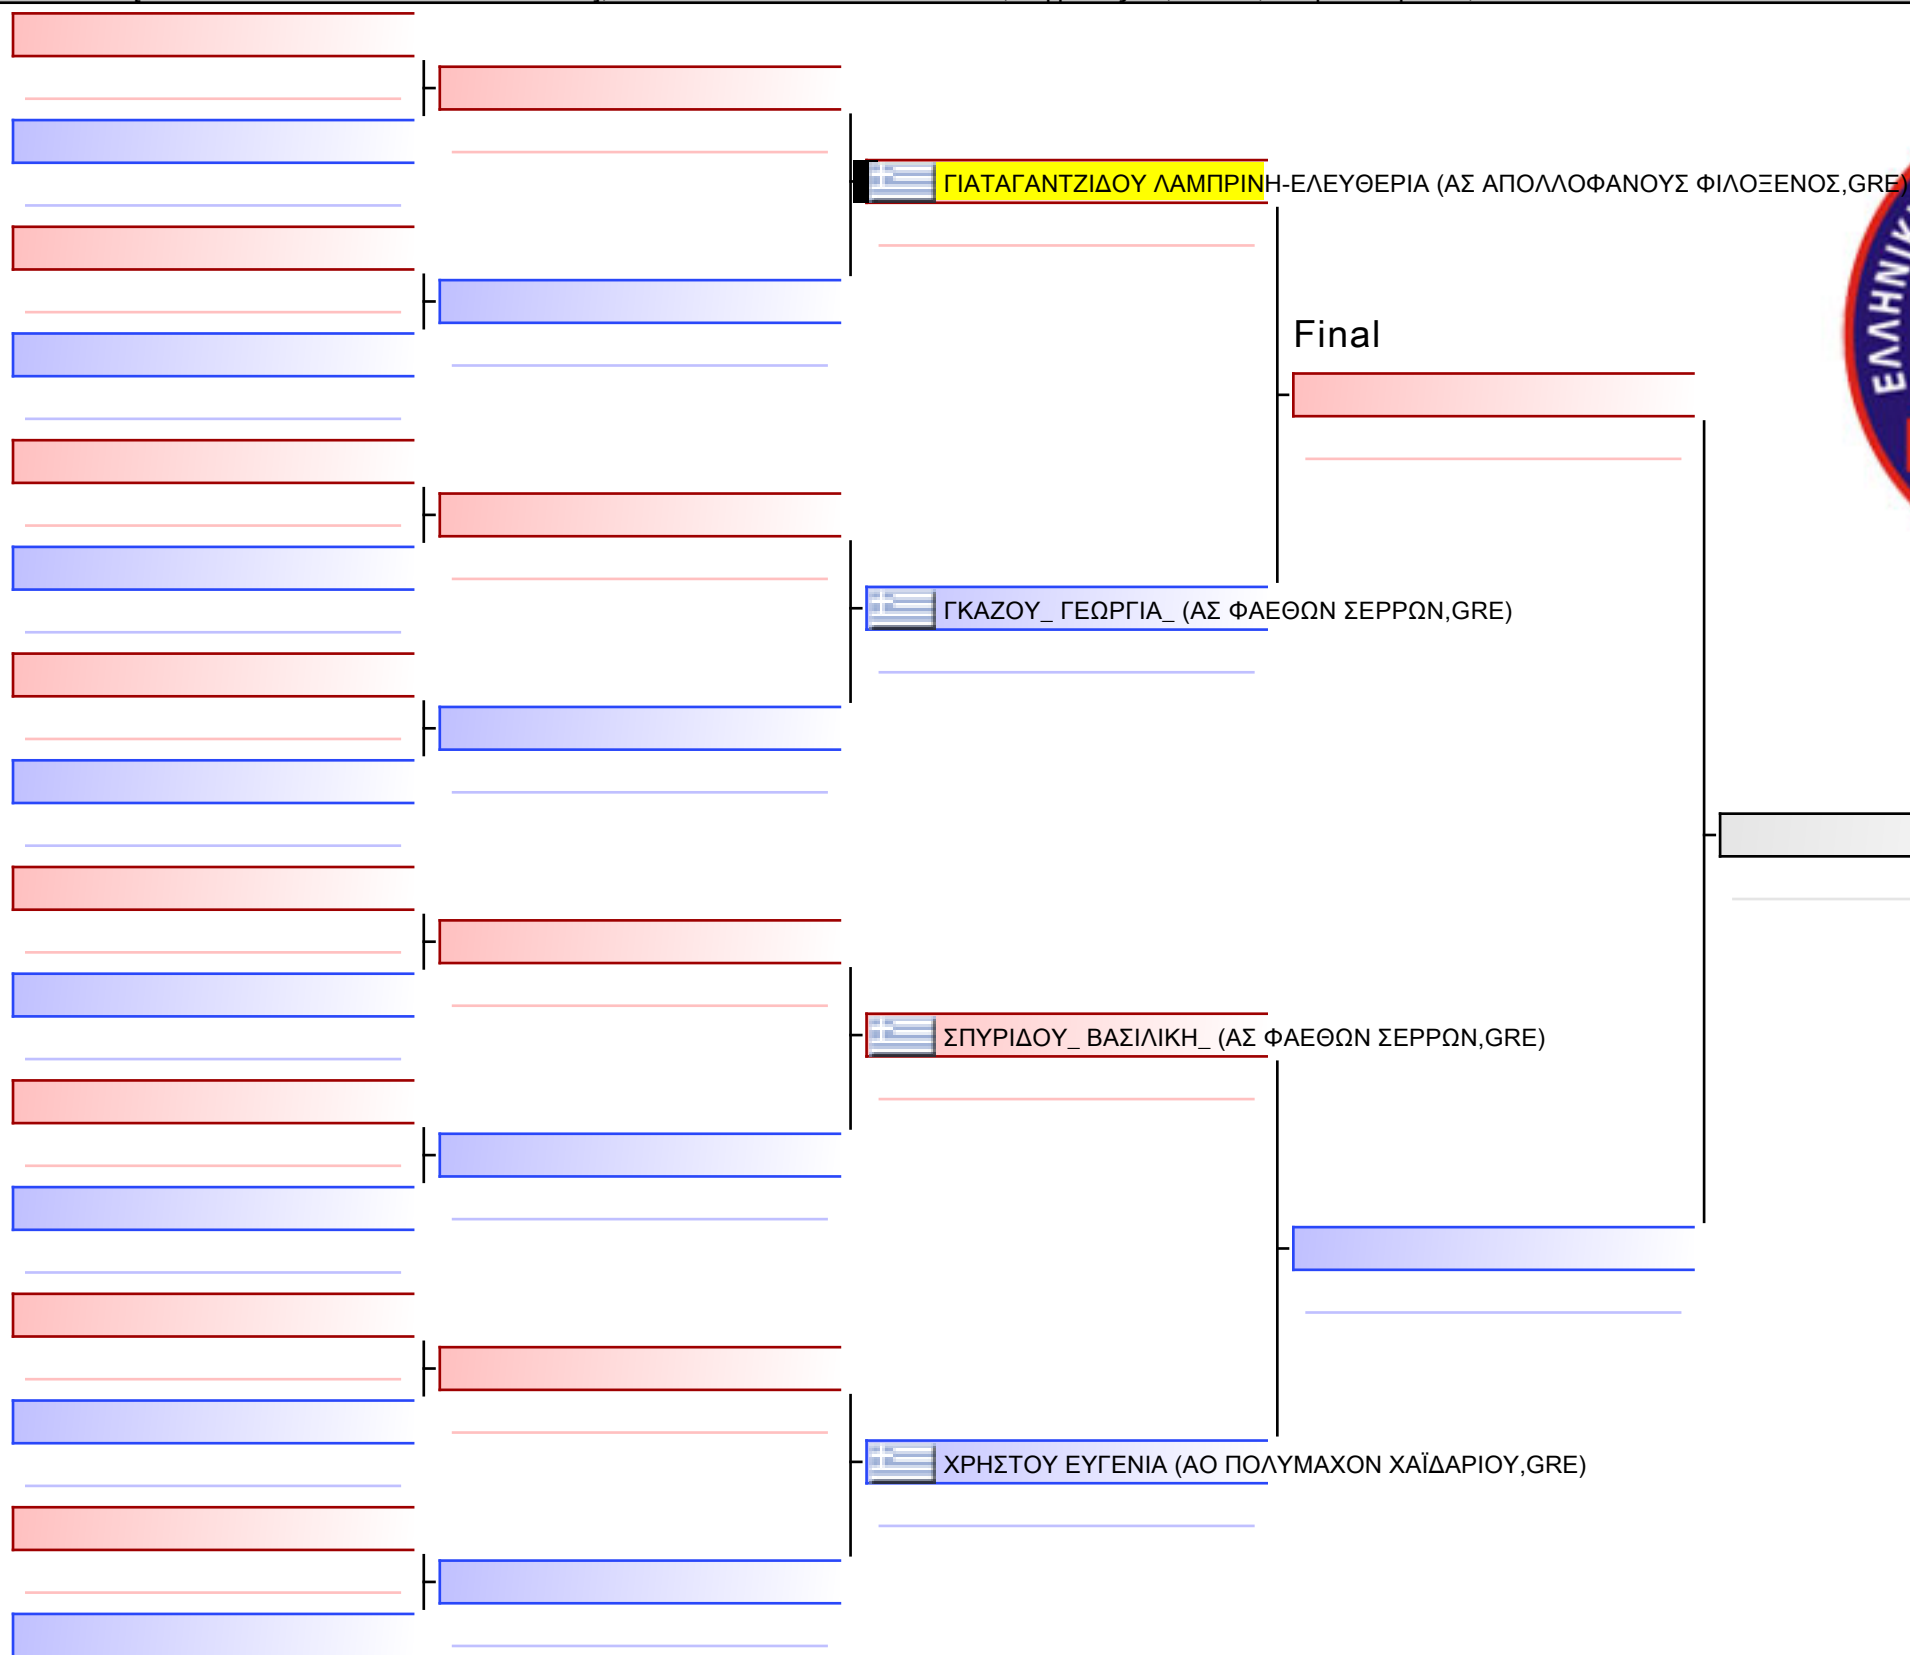 ΓΙΑΤΑΓΑΝΤΖΙΔΟΥ ΛΑΜΠΡΙΝΗ-ΕΛΕΥΘΕΡΙΑ (ΑΣ ΑΠΟΛΛΟΦΑΝΟΥΣ ΦΙΛΟΞΕΝΟΣ,GRE)
Final
ΕΛΛΗΝΙΚ
ΓΚΑΖΟΥ_ ΓΕΩΡΓΙΑ_ (ΑΣ ΦΑΕΘΩΝ ΣΕΡΡΩΝ,GRE)
ΣΠΥΡΙΔΟΥ_ ΒΑΣΙΛΙΚΗ_ (ΑΣ ΦΑΕΘΩΝ ΣΕΡΡΩΝ,GRE)
ΧΡΗΣΤΟΥ ΕΥΓΕΝΙΑ (ΑΟ ΠΟΛΥΜΑΧΟΝ ΧΑΪΔΑΡΙΟΥ,GRE)